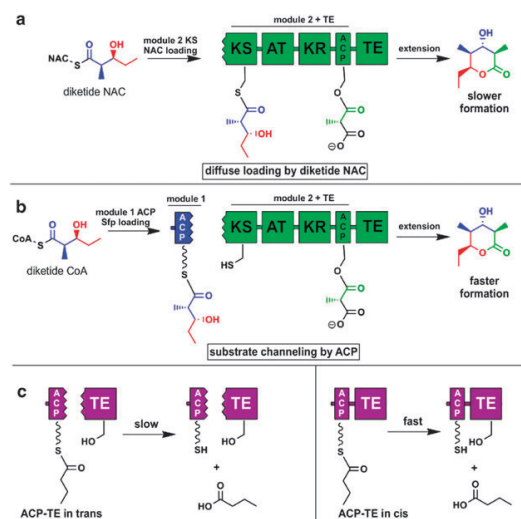 a
module 2 KS
NAC loading
module 2 + TE
KS AT KR ACP TE
extension
NAC S O OH
diketide NAC
S O OH
O O O ⊖O
OH O O
slower
formation
diffuse loading by diketide NAC
b
module 1 ACP
Sfp loading
module 1
module 2 + TE
ACP
KS AT KR ACP TE
extension
CoA S O OH
diketide CoA
HS
S O OH
O O O ⊖O
OH O O
faster
formation
substrate channeling by ACP
c
ACP TE
slow
ACP TE
HO
SH HO
S O
+
HO O
ACP-TE in trans
ACP TE
fast
ACP TE
HO
SH HO
S O
+
HO O
ACP-TE in cis